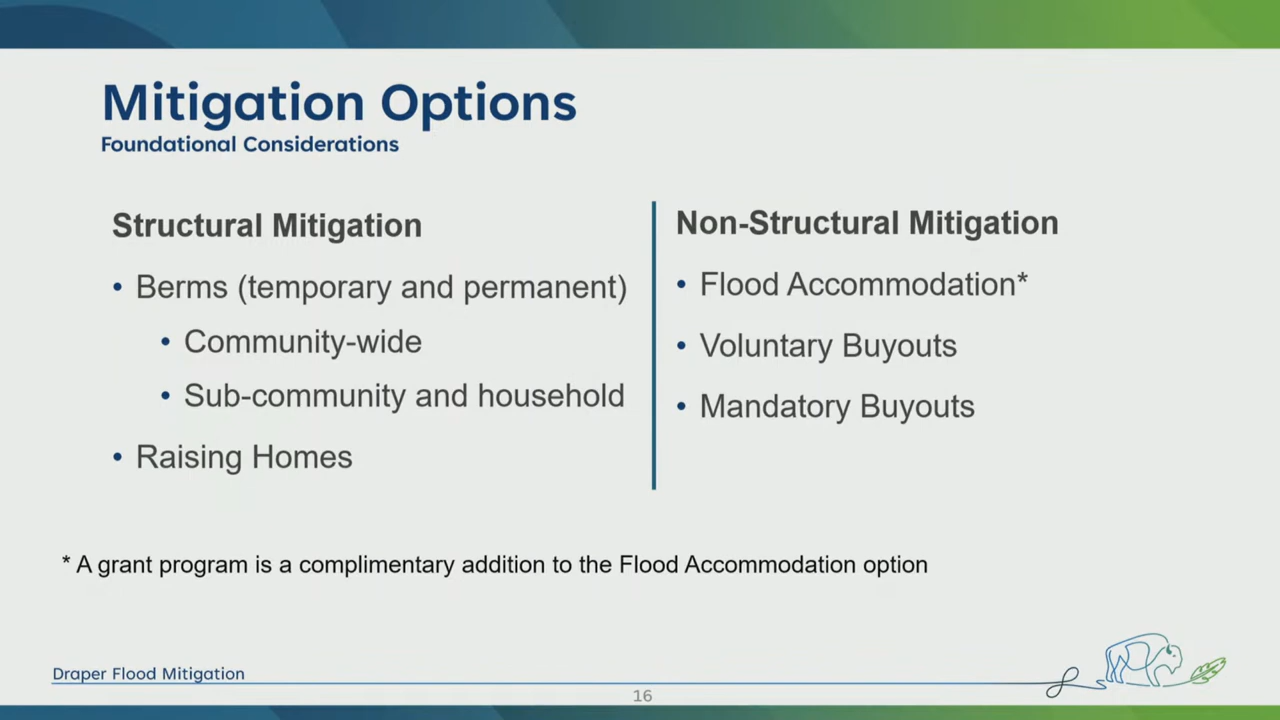 Mitigation Options
Foundational Considerations
Structural Mitigation
• Berms (temporary and permanent)
• Community-wide
• Sub-community and household
• Raising Homes
Non-Structural Mitigation
• Flood Accommodation*
• Voluntary Buyouts
• Mandatory Buyouts
* A grant program is a complimentary addition to the Flood Accommodation option
Draper Flood Mitigation
16